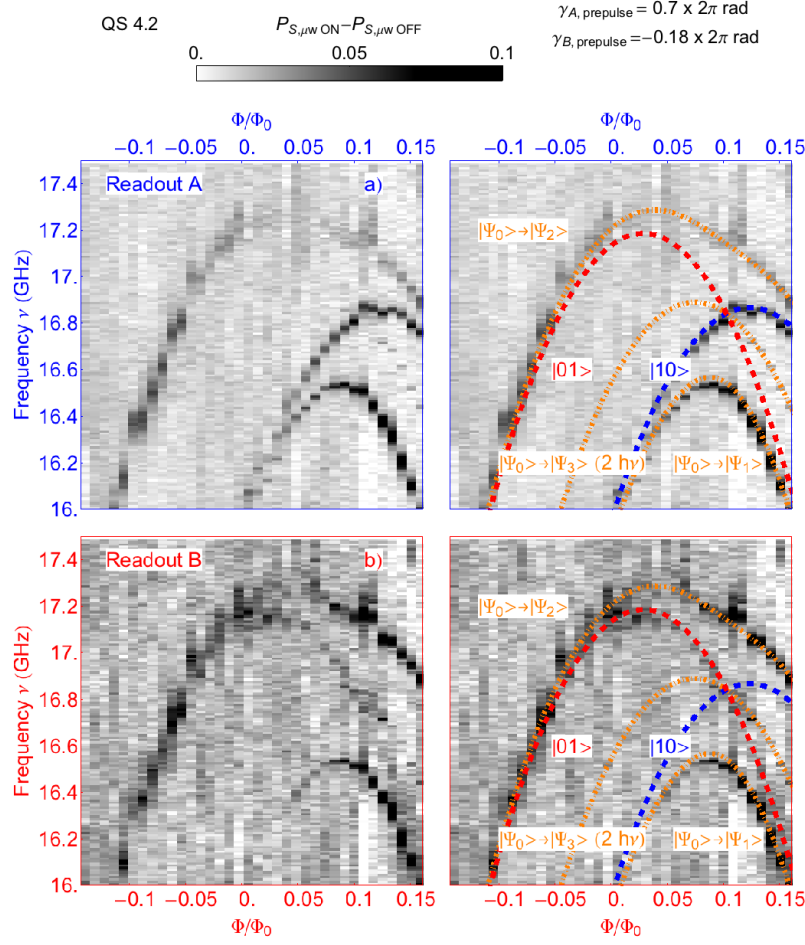 QS 4.2
P_{S,μw ON}−P_{S,μw OFF}
0. 0.05 0.1
γ_{A, prepulse} = 0.7 x 2π rad
γ_{B, prepulse} =−0.18 x 2π rad
Φ/Φ₀ Φ/Φ₀
−0.1 −0.05 0. 0.05 0.1 0.15 −0.1 −0.05 0. 0.05 0.1 0.15
Readout A a)
Frequency ν (GHz)
17.4
17.2
17.
16.8
16.6
16.4
16.2
16.
|Ψ₀>→|Ψ₂>
|01> |10>
|Ψ₀>→|Ψ₃> (2 hν) |Ψ₀>→|Ψ₁>
Readout B b)
Frequency ν (GHz)
17.4
17.2
17.
16.8
16.6
16.4
16.2
16.
|Ψ₀>→|Ψ₂>
|01> |10>
|Ψ₀>→|Ψ₃> (2 hν) |Ψ₀>→|Ψ₁>
−0.1 −0.05 0. 0.05 0.1 0.15 −0.1 −0.05 0. 0.05 0.1 0.15
Φ/Φ₀ Φ/Φ₀